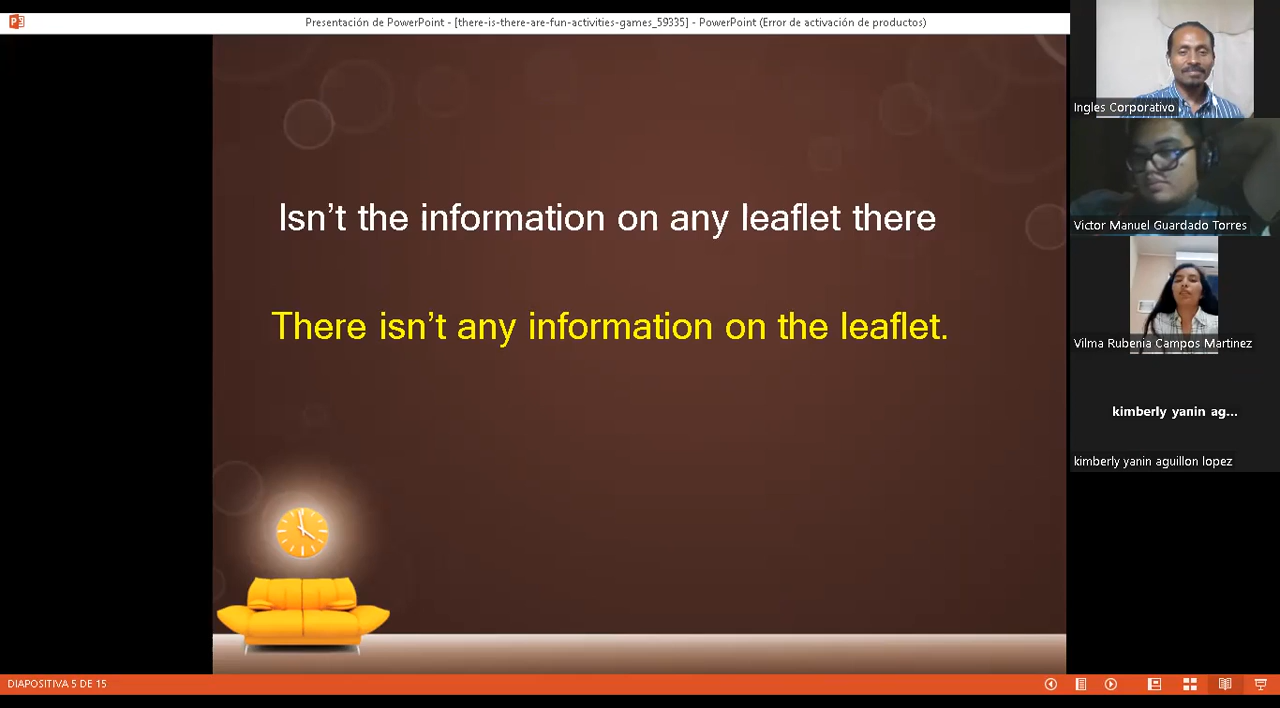 Presentación de PowerPoint - [there-is-there-are-fun-activities-games_59335] - PowerPoint (Error de activación de productos)
Isn't the information on any leaflet there
There isn't any information on the leaflet.
DIAPOSITIVA 5 DE 15
Ingles Corporativo
Victor Manuel Guardado Torres
Vilma Rubenia Campos Martinez
kimberly yanin ag...
kimberly yanin aguillon lopez